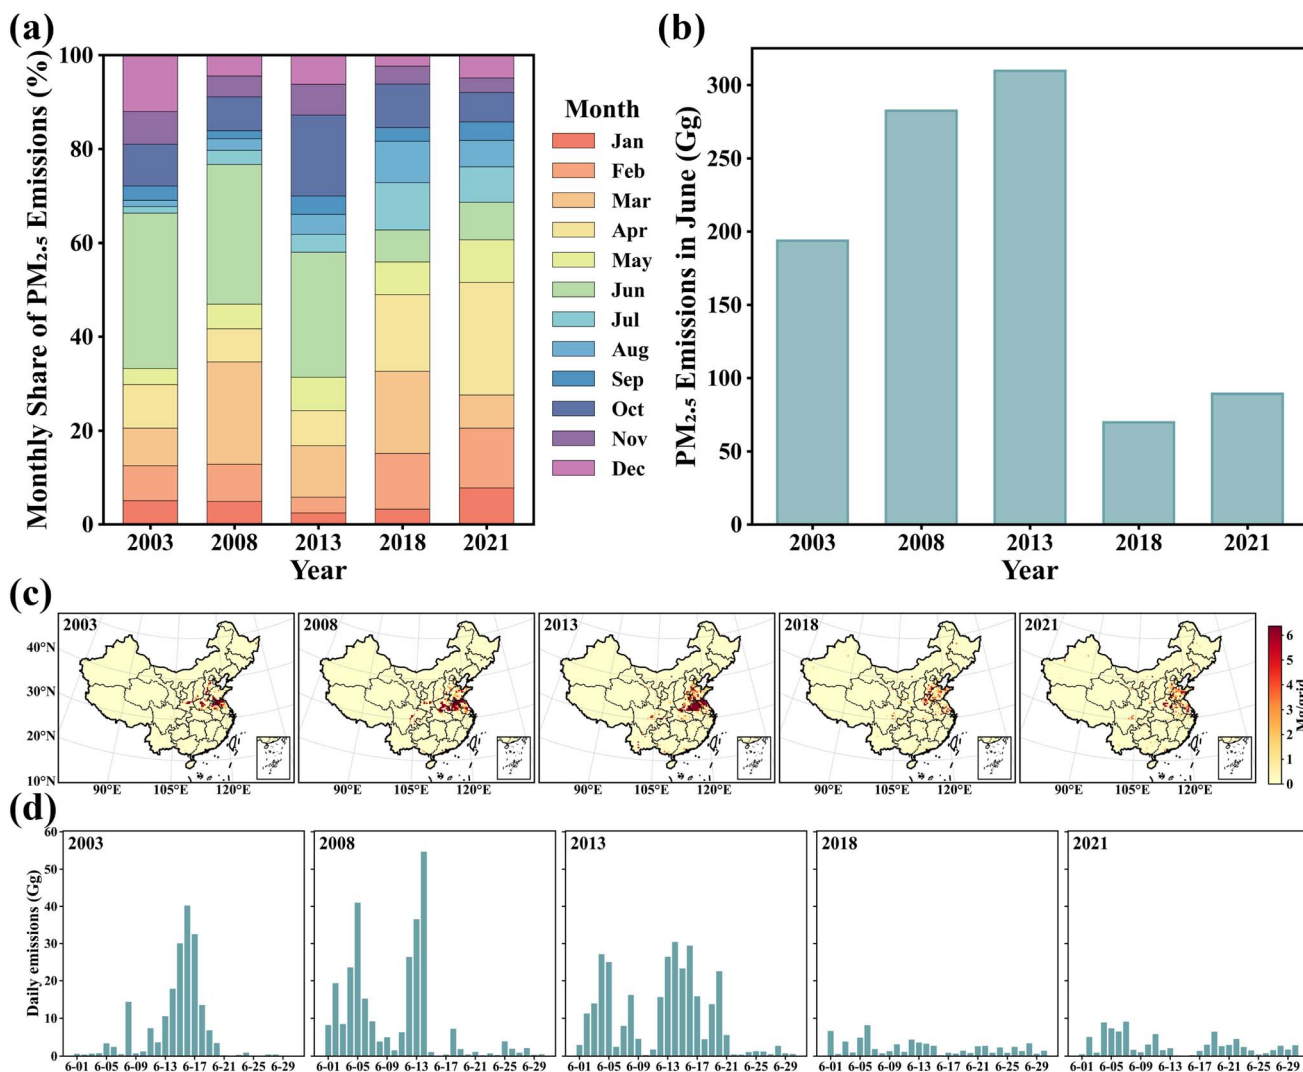 (a)
Monthly Share of PM₂.₅ Emissions (%)
100
80
60
40
20
0
2003 2008 2013 2018 2021
Year
Month
Jan
Feb
Mar
Apr
May
Jun
Jul
Aug
Sep
Oct
Nov
Dec
(b)
PM₂.₅ Emissions in June (Gg)
300
250
200
150
100
50
0
2003 2008 2013 2018 2021
Year
(c)
2003 2008 2013 2018 2021
40°N
30°N
20°N
10°N
90°E 105°E 120°E 90°E 105°E 120°E 90°E 105°E 120°E 90°E 105°E 120°E 90°E 105°E 120°E
6
5
4
3
2
1
0
Mg/grid
(d)
2003 2008 2013 2018 2021
Daily emissions (Gg)
60
50
40
30
20
10
0
6-01 6-05 6-09 6-13 6-17 6-21 6-25 6-29 6-01 6-05 6-09 6-13 6-17 6-21 6-25 6-29 6-01 6-05 6-09 6-13 6-17 6-21 6-25 6-29 6-01 6-05 6-09 6-13 6-17 6-21 6-25 6-29 6-01 6-05 6-09 6-13 6-17 6-21 6-25 6-29